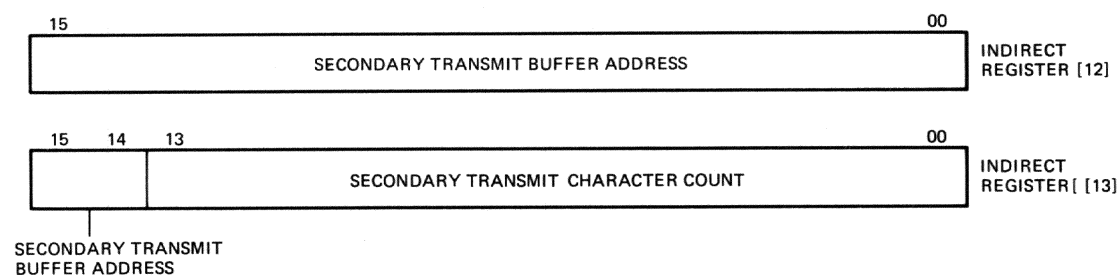 15 00
SECONDARY TRANSMIT BUFFER ADDRESS
INDIRECT
REGISTER [12]
15 14 13 00
SECONDARY TRANSMIT CHARACTER COUNT
INDIRECT
REGISTER[ [13]
SECONDARY TRANSMIT
BUFFER ADDRESS